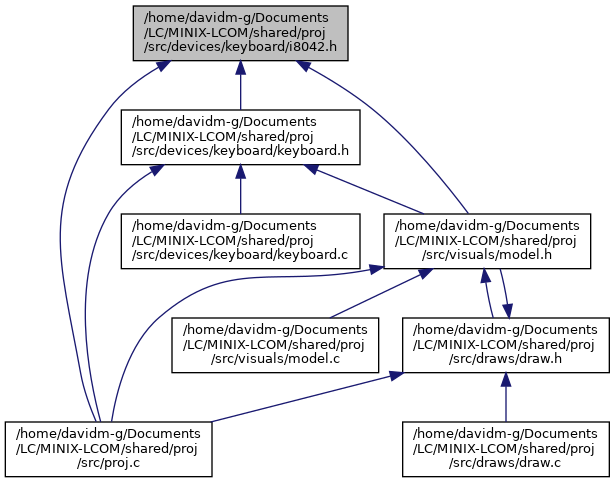 /home/davidm-g/Documents
/LC/MINIX-LCOM/shared/proj
/src/devices/keyboard/i8042.h
/home/davidm-g/Documents
/LC/MINIX-LCOM/shared/proj
/src/devices/keyboard/keyboard.h
/home/davidm-g/Documents
/LC/MINIX-LCOM/shared/proj
/src/devices/keyboard/keyboard.c
/home/davidm-g/Documents
/LC/MINIX-LCOM/shared/proj
/src/visuals/model.h
/home/davidm-g/Documents
/LC/MINIX-LCOM/shared/proj
/src/visuals/model.c
/home/davidm-g/Documents
/LC/MINIX-LCOM/shared/proj
/src/draws/draw.h
/home/davidm-g/Documents
/LC/MINIX-LCOM/shared/proj
/src/proj.c
/home/davidm-g/Documents
/LC/MINIX-LCOM/shared/proj
/src/draws/draw.c